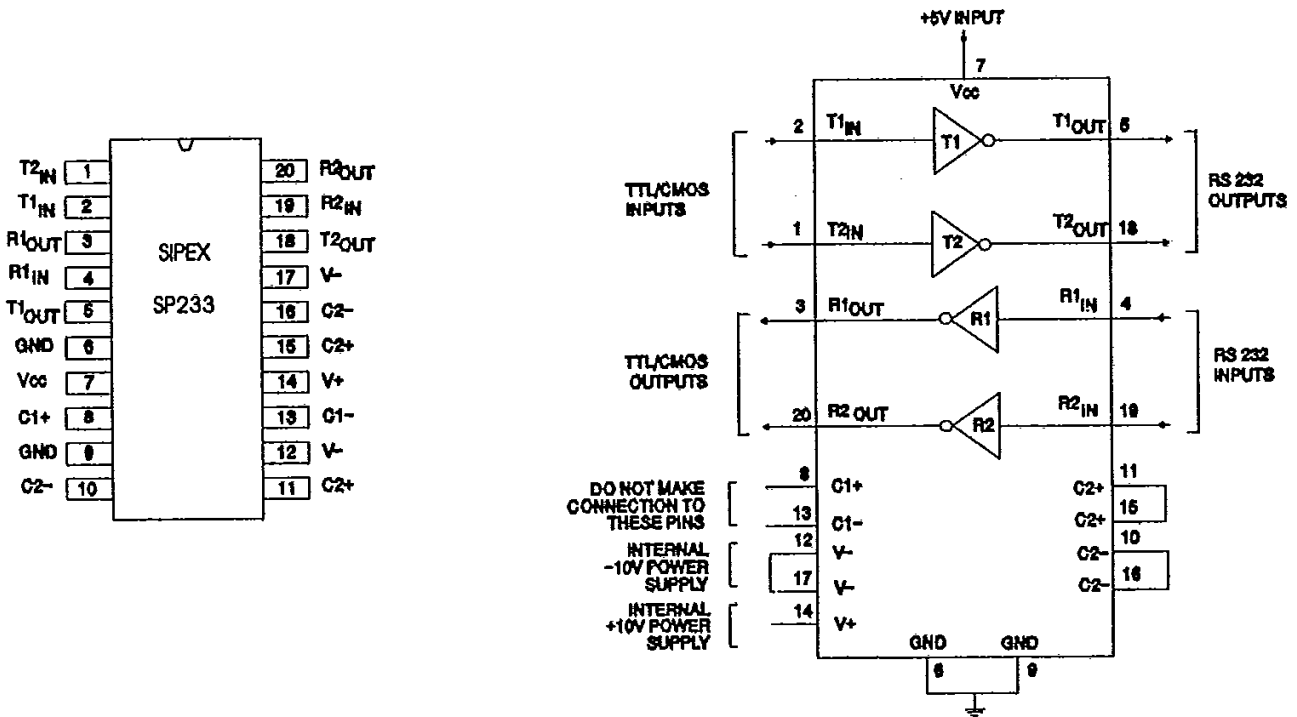 T2IN 1
T1IN 2
R1OUT 3
R1IN 4
T1OUT 5
GND 6
Vcc 7
C1+ 8
GND 9
C2- 10
SIPEX
SP233
20 R2OUT
19 R2IN
18 T2OUT
17 V-
16 C2-
15 C2+
14 V+
13 C1-
12 V-
11 C2+
+5V INPUT
7
Vcc
TTL/CMOS
INPUTS
2 T1IN T1 T1OUT 5
1 T2IN T2 T2OUT 18
RS 232
OUTPUTS
TTL/CMOS
OUTPUTS
3 R1OUT R1 R1IN 4
20 R2OUT R2 R2IN 19
RS 232
INPUTS
DO NOT MAKE
CONNECTION TO
THESE PINS
8 C1+
13 C1-
INTERNAL
-10V POWER
SUPPLY
12 V-
17 V-
INTERNAL
+10V POWER
SUPPLY
14 V+
C2+ 11
C2+ 15
C2- 10
C2- 16
GND GND
6 9